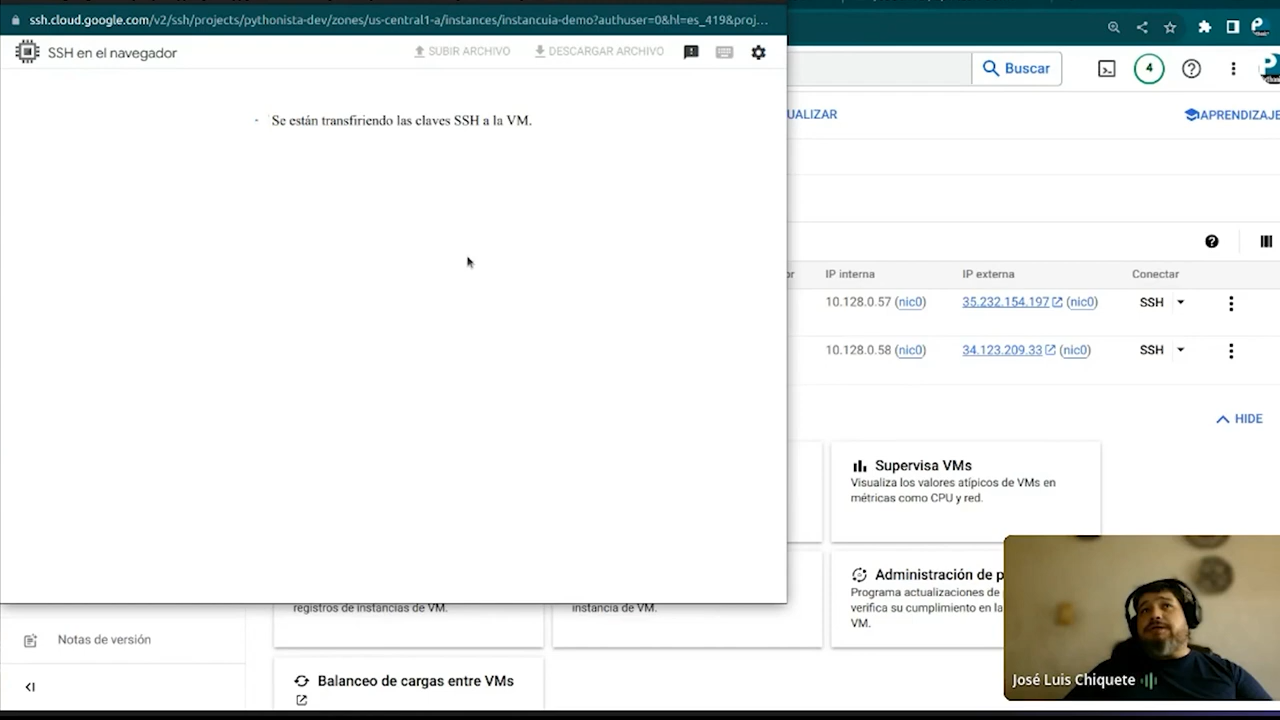 ssh.cloud.google.com/v2/ssh/projects/pythonista-dev/zones/us-central1-a/instances/instancuia-demo?authuser=0&hl=es_419&proj...
SSH en el navegador
SUBIR ARCHIVO
DESCARGAR ARCHIVO
Se están transfiriendo las claves SSH a la VM.
Buscar
4
UALIZAR
APRENDIZAJE
or
IP interna
IP externa
Conectar
10.128.0.57 (nic0)
35.232.154.197 (nic0)
SSH
10.128.0.58 (nic0)
34.123.209.33 (nic0)
SSH
HIDE
Supervisa VMs
Visualiza los valores atípicos de VMs en
métricas como CPU y red.
Administración de p
Programa actualizaciones de
verifica su cumplimiento en la
VM.
registros de instancias de VM.
instancia de VM.
Notas de versión
Balanceo de cargas entre VMs
José Luis Chiquete